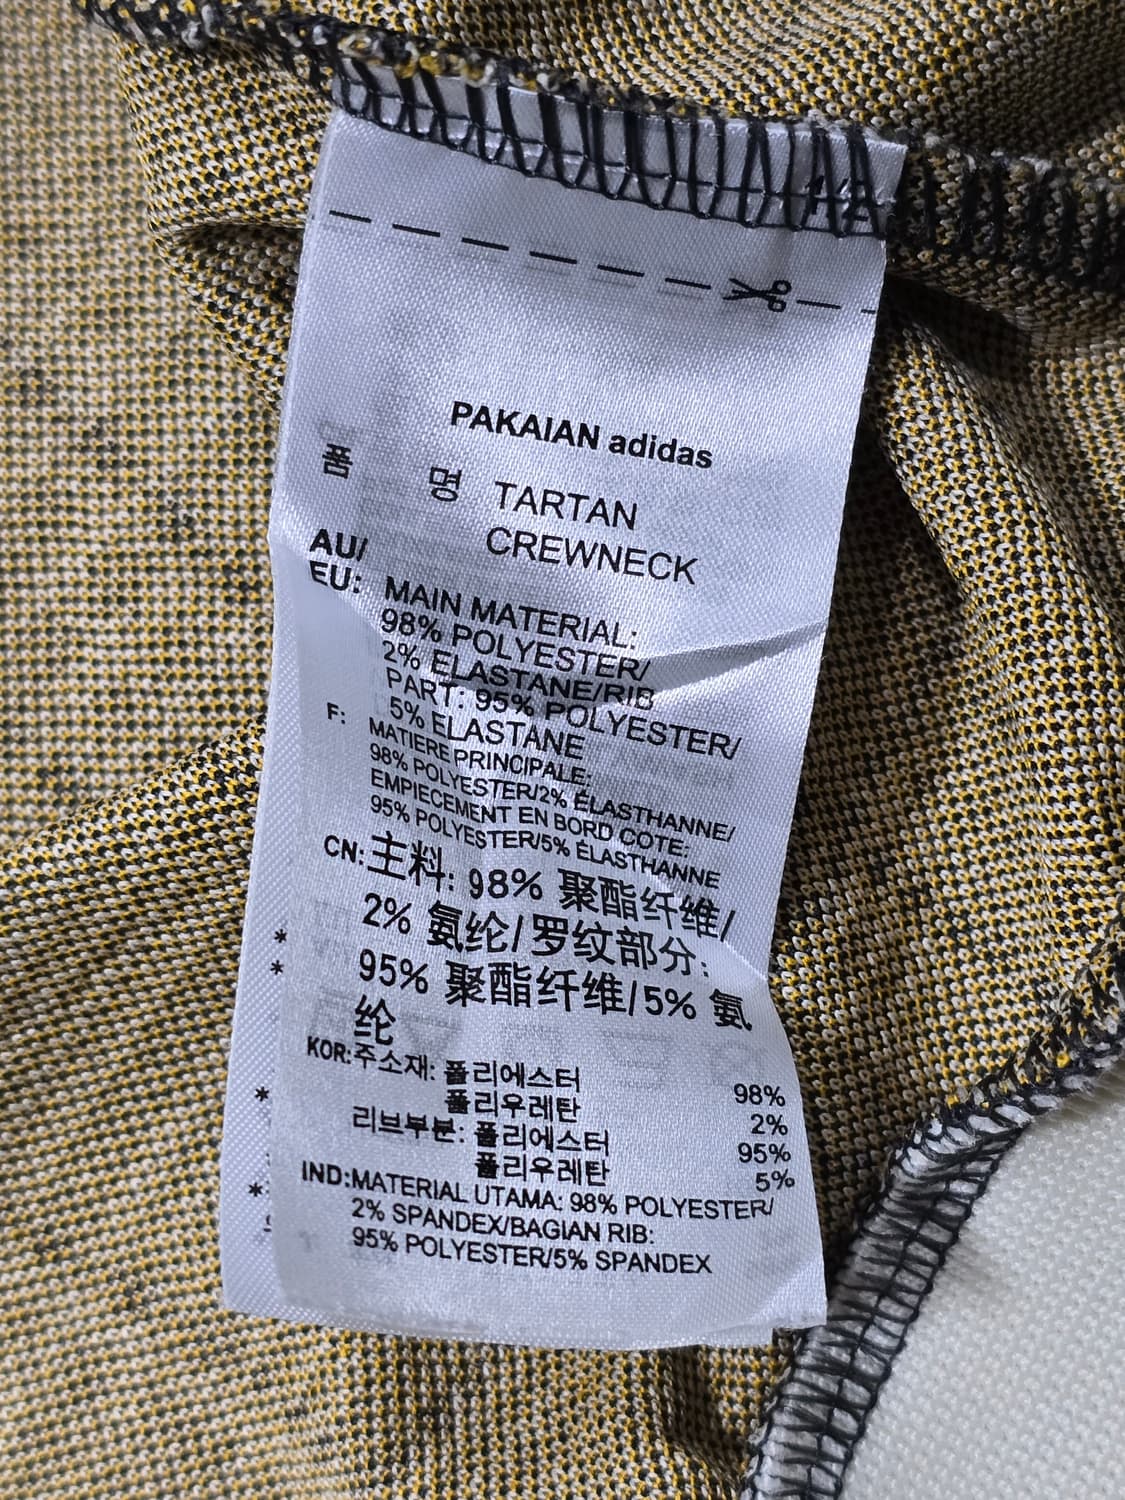 1/2
PAKAIAN adidas
품 명 TARTAN
CREWNECK
AU/
EU: MAIN MATERIAL:
98% POLYESTER/
2% ELASTANE/RIB
PART: 95% POLYESTER/
5% ELASTANE
F: MATIERE PRINCIPALE:
98% POLYESTER/2% ÉLASTHANNE/
EMPIECEMENT EN BORD COTE:
95% POLYESTER/5% ÉLASTHANNE
CN: 主料: 98% 聚酯纤维/
2% 氨纶/罗纹部分:
95% 聚酯纤维/5% 氨
纶
KOR: 주소재: 폴리에스터 98%
폴리우레탄 2%
리브부분: 폴리에스터 95%
폴리우레탄 5%
IND: MATERIAL UTAMA: 98% POLYESTER/
2% SPANDEX/BAGIAN RIB:
95% POLYESTER/5% SPANDEX